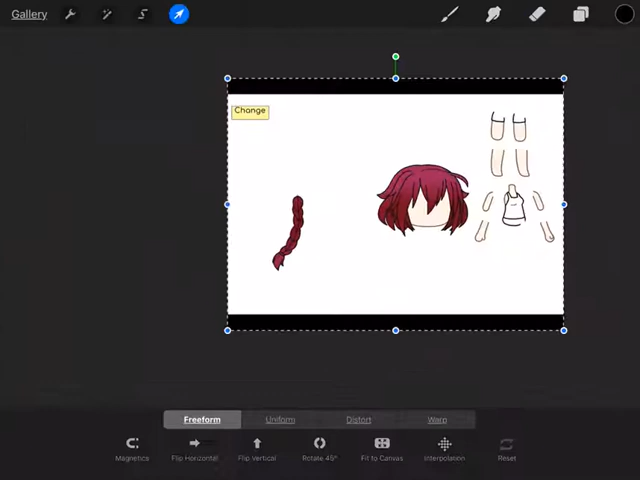 Gallery
Change
Freeform Uniform Distort Warp
Magnetics Flip Horizontal Flip Vertical Rotate 45° Fit to Canvas Interpolation Reset